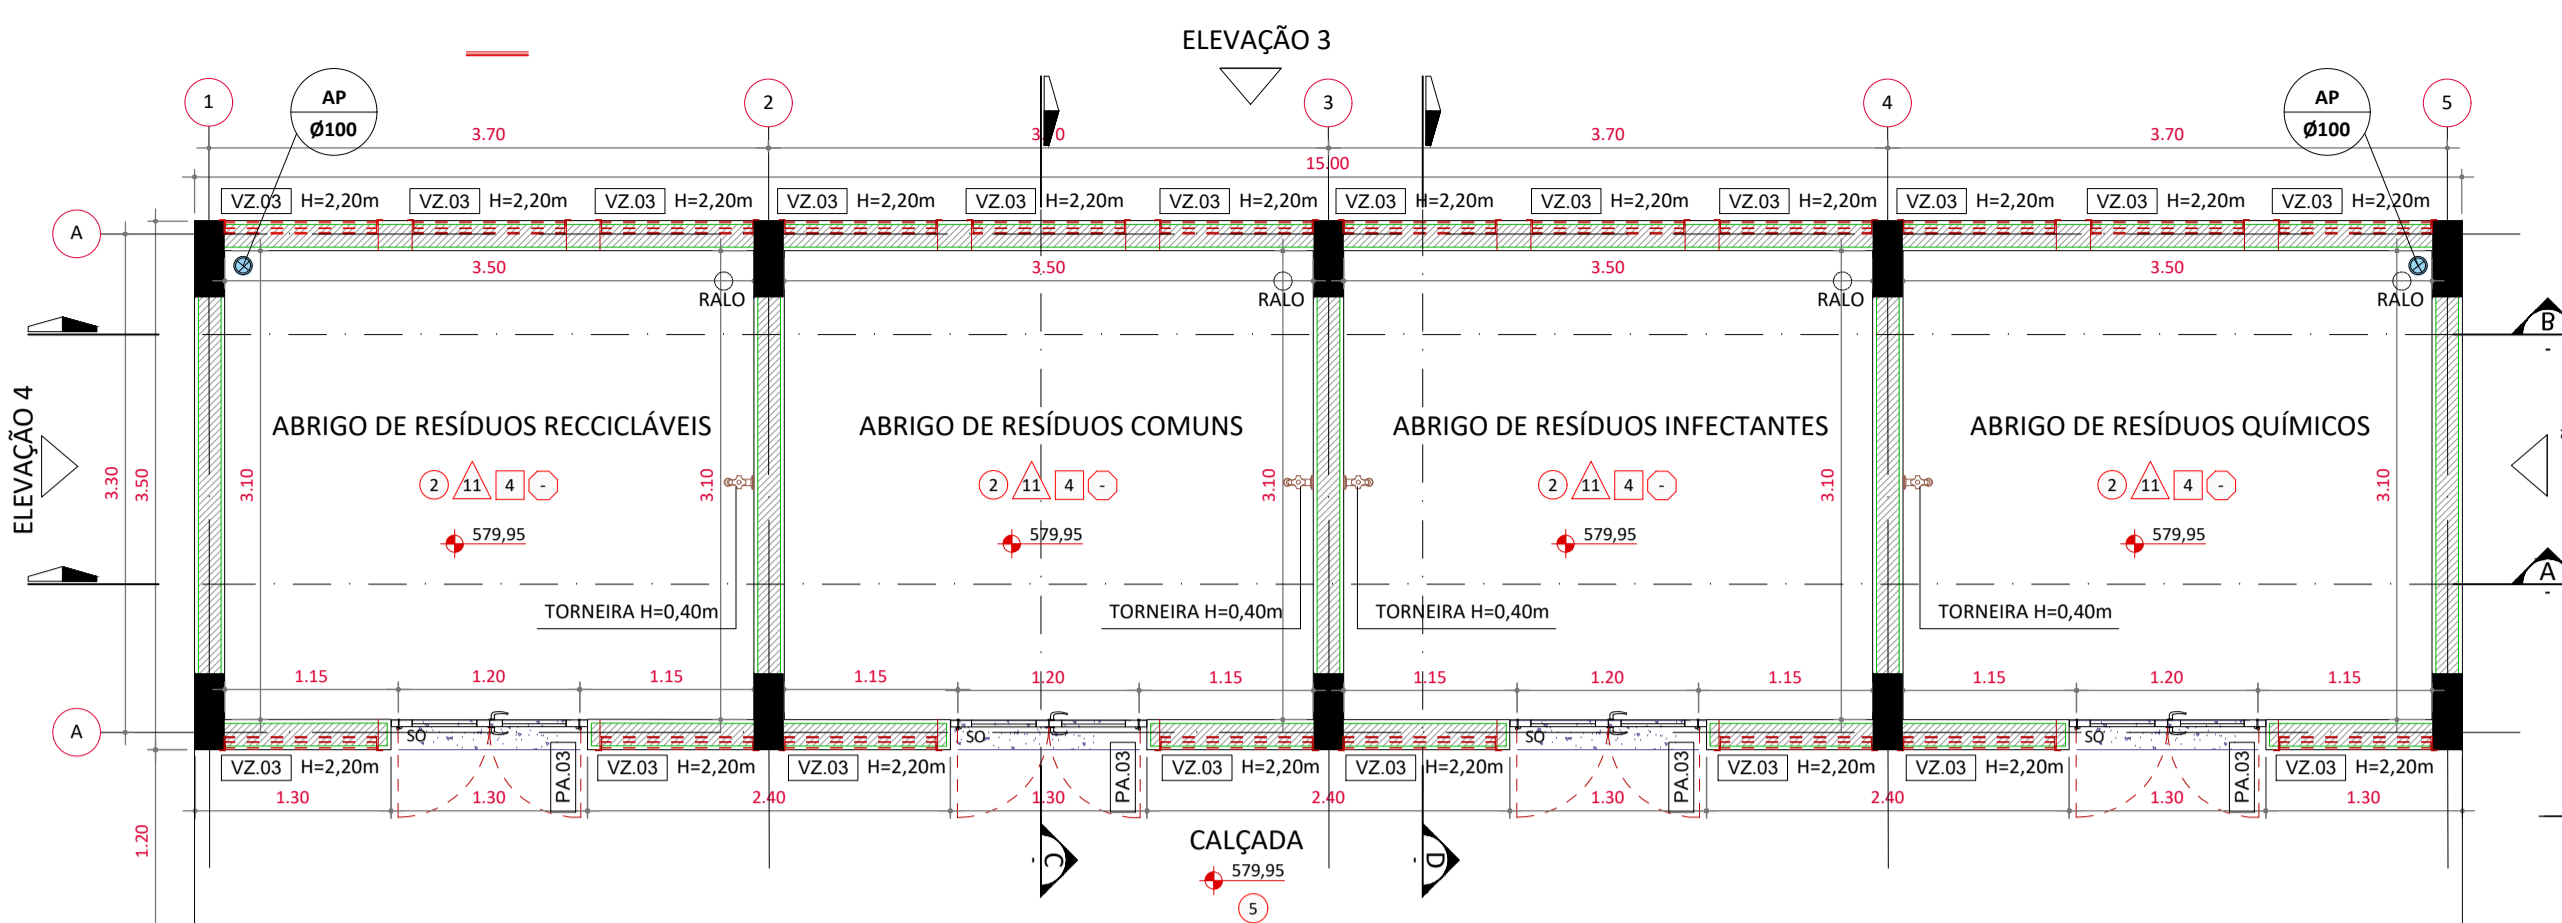 ELEVAÇÃO 3
1
AP
Ø100
2
3
4
AP
Ø100
5
3.70
3.70
3.70
3.70
15.00
VZ.03 H=2,20m VZ.03 H=2,20m VZ.03 H=2,20m VZ.03 H=2,20m VZ.03 H=2,20m VZ.03 H=2,20m VZ.03 H=2,20m VZ.03 H=2,20m VZ.03 H=2,20m VZ.03 H=2,20m VZ.03 H=2,20m VZ.03 H=2,20m
A
3.50 3.50 3.50 3.50
RALO RALO RALO RALO
B
-
ELEVAÇÃO 4
ABRIGO DE RESÍDUOS RECCICLÁVEIS ABRIGO DE RESÍDUOS COMUNS ABRIGO DE RESÍDUOS INFECTANTES ABRIGO DE RESÍDUOS QUÍMICOS
3.30 3.50 3.10 3.10 3.10 3.10 3.10
2 11 4 - 2 11 4 - 2 11 4 - 2 11 4 -
579,95 579,95 579,95 579,95
A
-
TORNEIRA H=0,40m TORNEIRA H=0,40m TORNEIRA H=0,40m TORNEIRA H=0,40m
1.15 1.20 1.15 1.15 1.20 1.15 1.15 1.20 1.15 1.15 1.20 1.15
A
SO SO SO SO
VZ.03 H=2,20m PA.03 VZ.03 H=2,20m VZ.03 H=2,20m PA.03 VZ.03 H=2,20m VZ.03 H=2,20m PA.03 VZ.03 H=2,20m VZ.03 H=2,20m PA.03 VZ.03 H=2,20m
1.30 1.30 2.40 1.30 2.40 1.30 2.40 1.30 1.30
1.20
CALÇADA
- C
- D
579,95
5